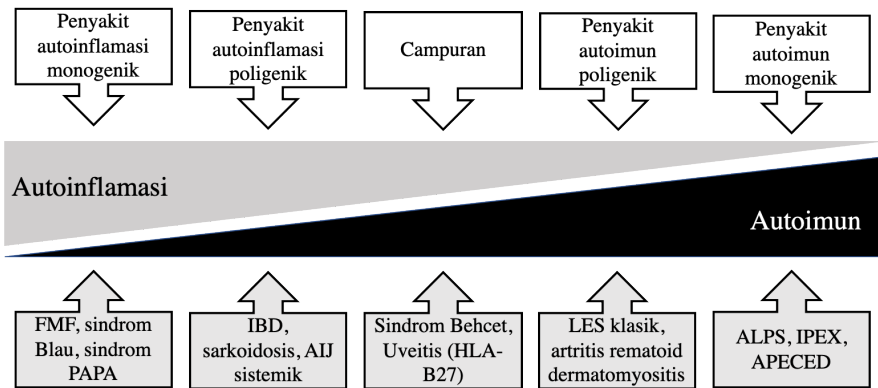 Penyakit
autoinflamasi
monogenik
Penyakit
autoinflamasi
poligenik
Campuran
Penyakit
autoimun
poligenik
Penyakit
autoimun
monogenik
Autoinflamasi
Autoimun
FMF, sindrom
Blau, sindrom
PAPA
IBD,
sarkoidosis, AIJ
sistemik
Sindrom Behcet,
Uveitis (HLA-
B27)
LES klasik,
artritis rematoid
dermatomyositis
ALPS, IPEX,
APECED